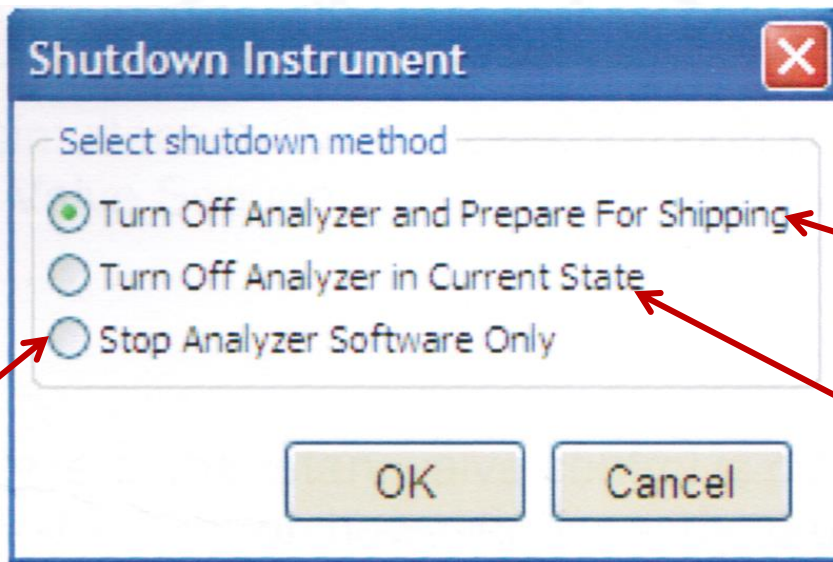 Shutdown Instrument
Select shutdown method
Turn Off Analyzer and Prepare For Shipping
Turn Off Analyzer in Current State
Stop Analyzer Software Only
OK
Cancel